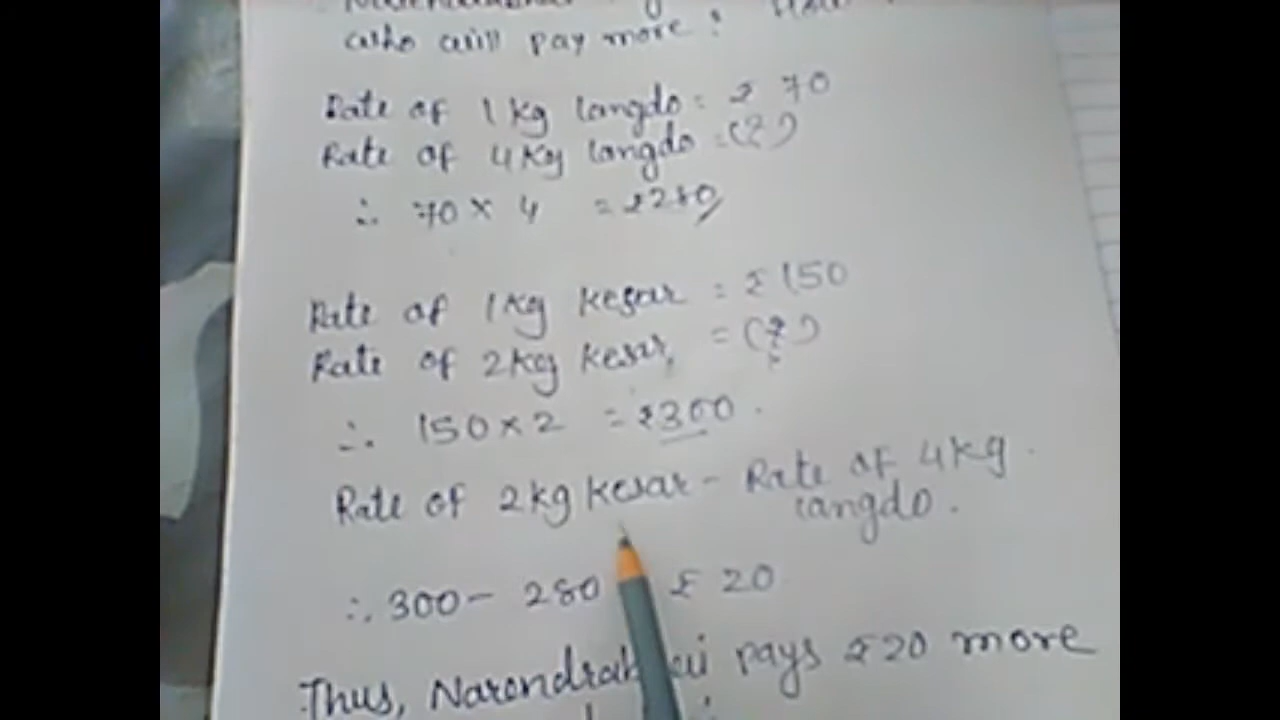 who will pay more?
Rate of 1 kg langdo = ₹ 70
Rate of 4 Kg langdo = (?)
∴ 70 × 4 = ₹280
Rate of 1 Kg kesar = ₹ 150
Rate of 2 kg kesar, = (?)
∴ 150 × 2 = ₹300.
Rate of 2 kg kesar - Rate of 4 kg.
langdo.
∴ 300 - 280 ₹ 20
Thus, pays ₹20 more